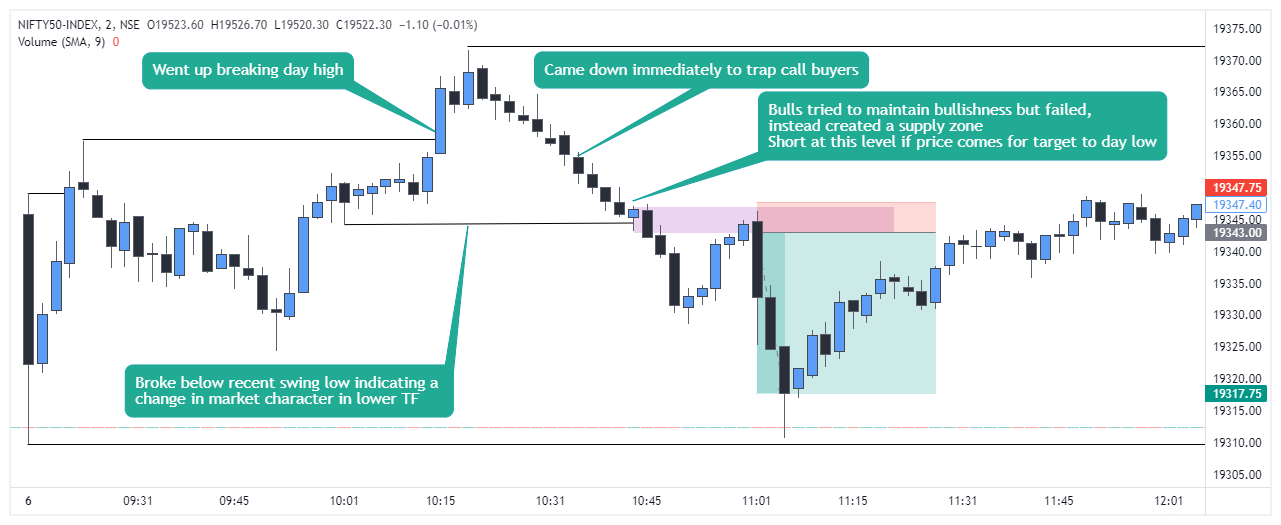 NIFTY50-INDEX, 2, NSE O19523.60 H19526.70 L19520.30 C19522.30 −1.10 (−0.01%)
Volume (SMA, 9) 0
Went up breaking day high
Came down immediately to trap call buyers
Bulls tried to maintain bullishness but failed,
instead created a supply zone
Short at this level if price comes for target to day low
Broke below recent swing low indicating a
change in market character in lower TF
19375.00
19370.00
19365.00
19360.00
19355.00
19347.75
19347.40
19345.00
19343.00
19340.00
19335.00
19330.00
19325.00
19320.00
19317.75
19315.00
19310.00
19305.00
6 09:31 09:45 10:01 10:15 10:31 10:45 11:01 11:15 11:31 11:45 12:01